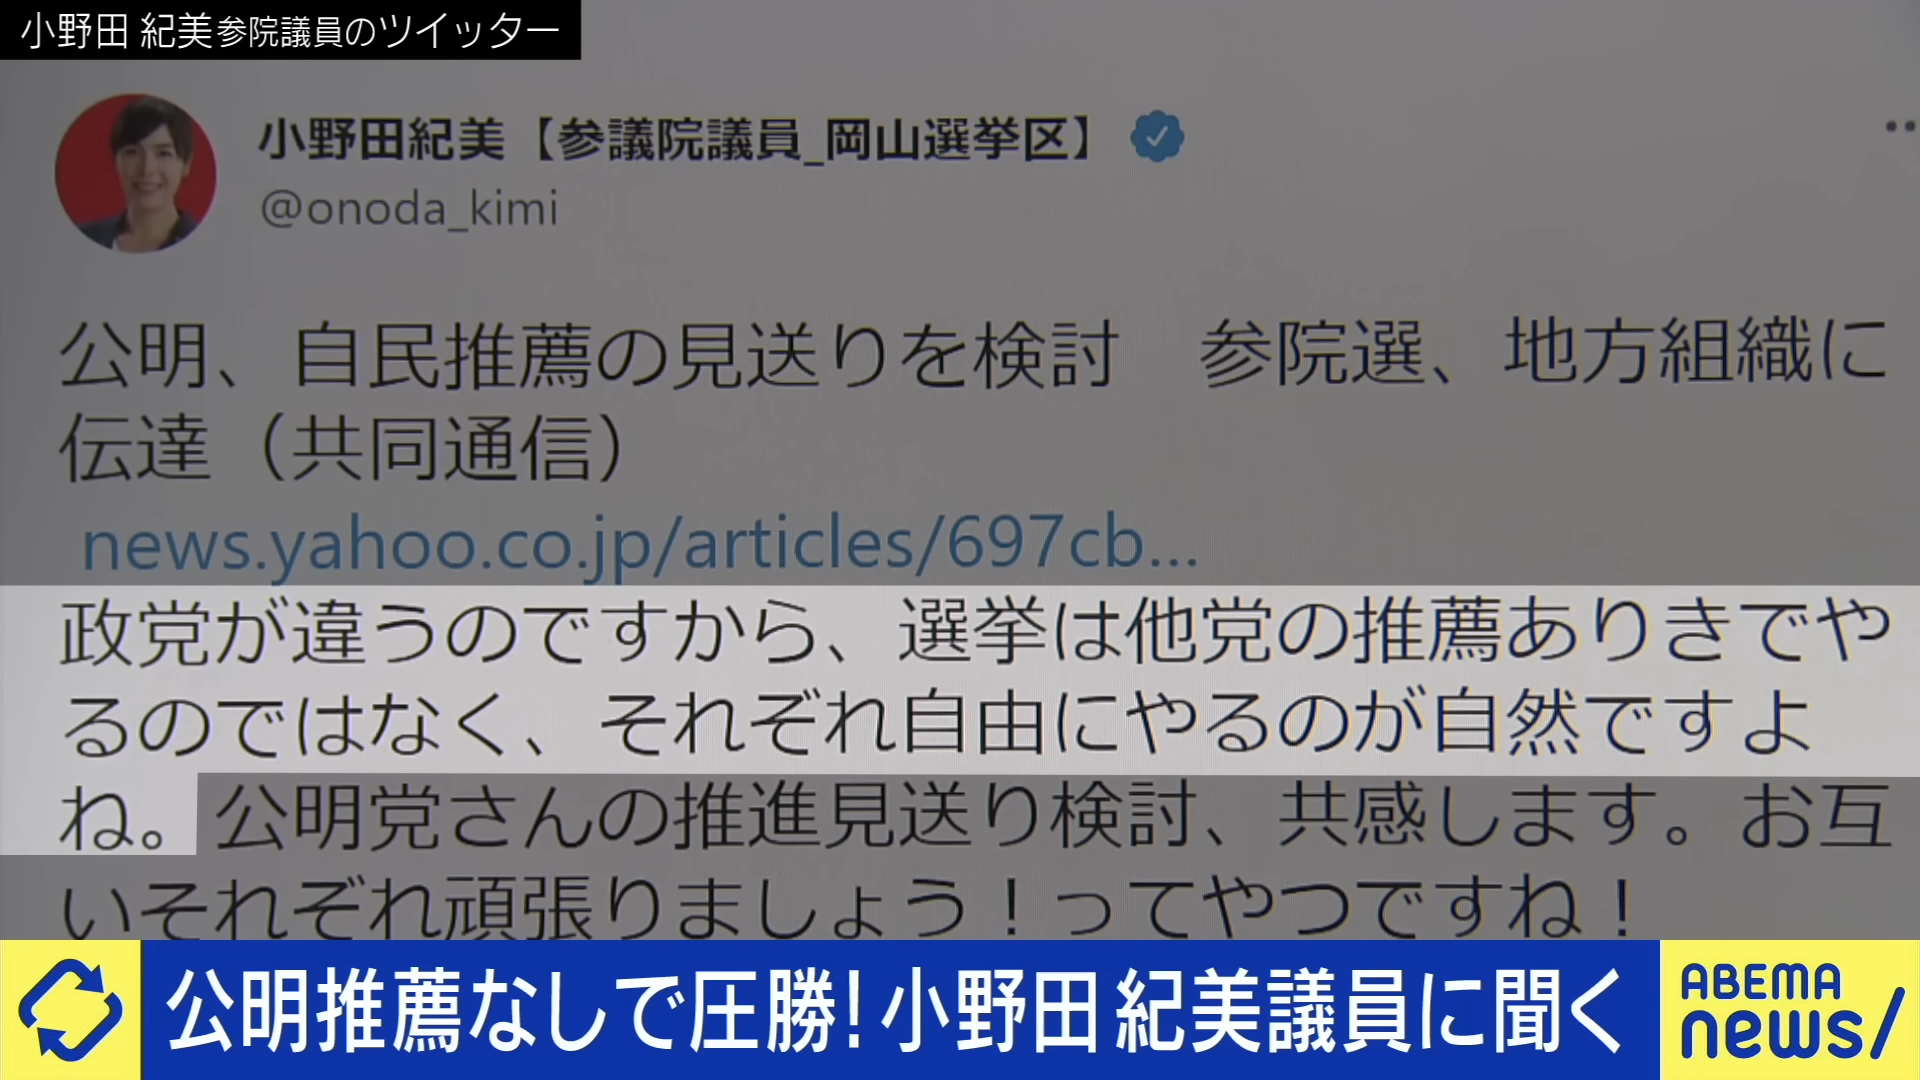 小野田 紀美参院議員のツイッター
小野田紀美【参議院議員_岡山選挙区】
@onoda_kimi
公明、自民推薦の見送りを検討　参院選、地方組織に
伝達（共同通信）
news.yahoo.co.jp/articles/697cb...
政党が違うのですから、選挙は他党の推薦ありきでや
るのではなく、それぞれ自由にやるのが自然ですよ
ね。公明党さんの推進見送り検討、共感します。お互
いそれぞれ頑張りましょう！ってやつですね！
公明推薦なしで圧勝！小野田 紀美議員に聞く
ABEMA
news/